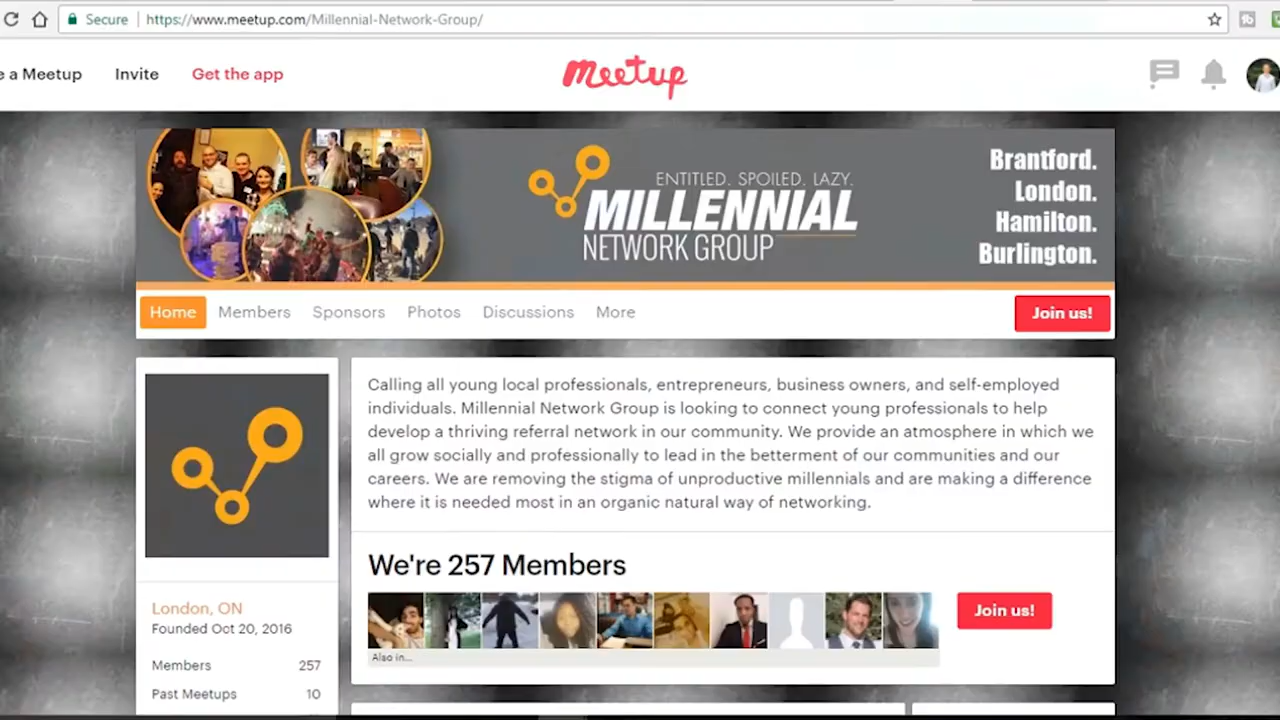 Secure https://www.meetup.com/Millennial-Network-Group/
e a Meetup Invite Get the app
meetup
ENTITLED. SPOILED. LAZY.
MILLENNIAL
NETWORK GROUP
Brantford.
London.
Hamilton.
Burlington.
Home Members Sponsors Photos Discussions More Join us!
Calling all young local professionals, entrepreneurs, business owners, and self-employed
individuals. Millennial Network Group is looking to connect young professionals to help
develop a thriving referral network in our community. We provide an atmosphere in which we
all grow socially and professionally to lead in the betterment of our communities and our
careers. We are removing the stigma of unproductive millennials and are making a difference
where it is needed most in an organic natural way of networking.
We're 257 Members
Join us!
Also in...
London, ON
Founded Oct 20, 2016
Members 257
Past Meetups 10